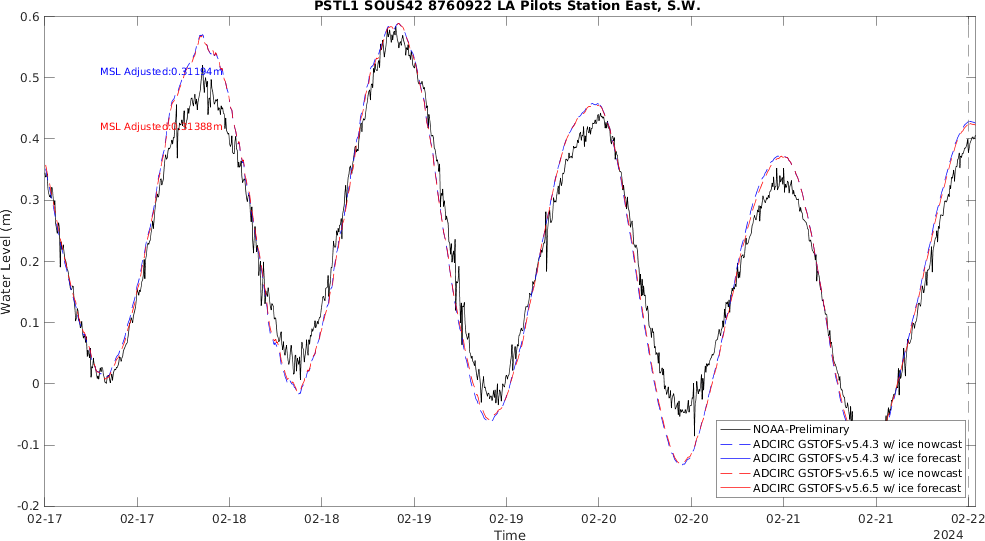 PSTL1 SOUS42 8760922 LA Pilots Station East, S.W.
0.6
0.5
0.4
0.3
0.2
0.1
0
-0.1
-0.2
Water Level (m)
MSL Adjusted:0.31194m
MSL Adjusted:0.31388m
NOAA-Preliminary
ADCIRC GSTOFS-v5.4.3 w/ ice nowcast
ADCIRC GSTOFS-v5.4.3 w/ ice forecast
ADCIRC GSTOFS-v5.6.5 w/ ice nowcast
ADCIRC GSTOFS-v5.6.5 w/ ice forecast
02-17 02-17 02-18 02-18 02-19 02-19 02-20 02-20 02-21 02-21 02-22
Time
2024